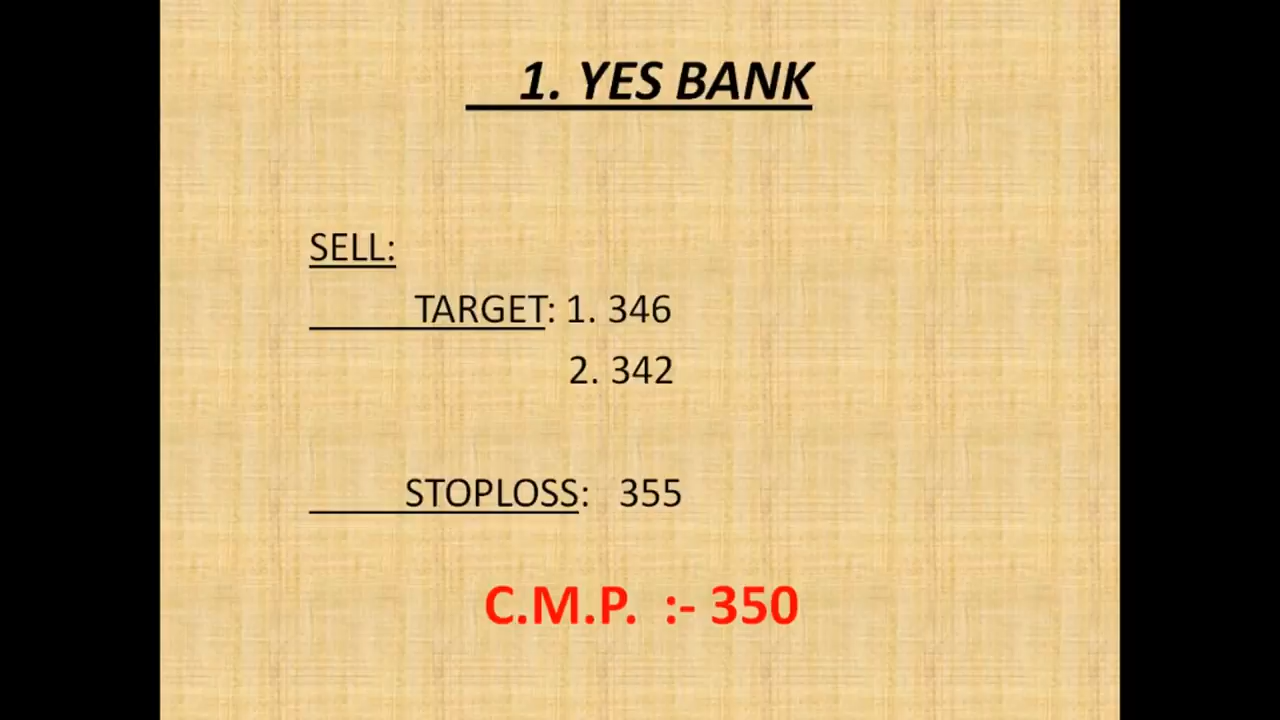 1. YES BANK
SELL:
TARGET: 1. 346
2. 342
STOPLOSS: 355
C.M.P. :- 350